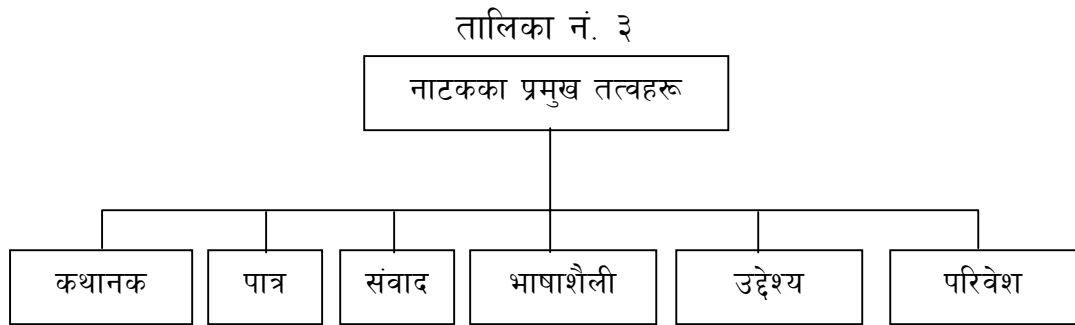 तालिका नं. ३
नाटकका प्रमुख तत्वहरू
कथानक
पात्र
संवाद
भाषाशैली
उद्देश्य
परिवेश